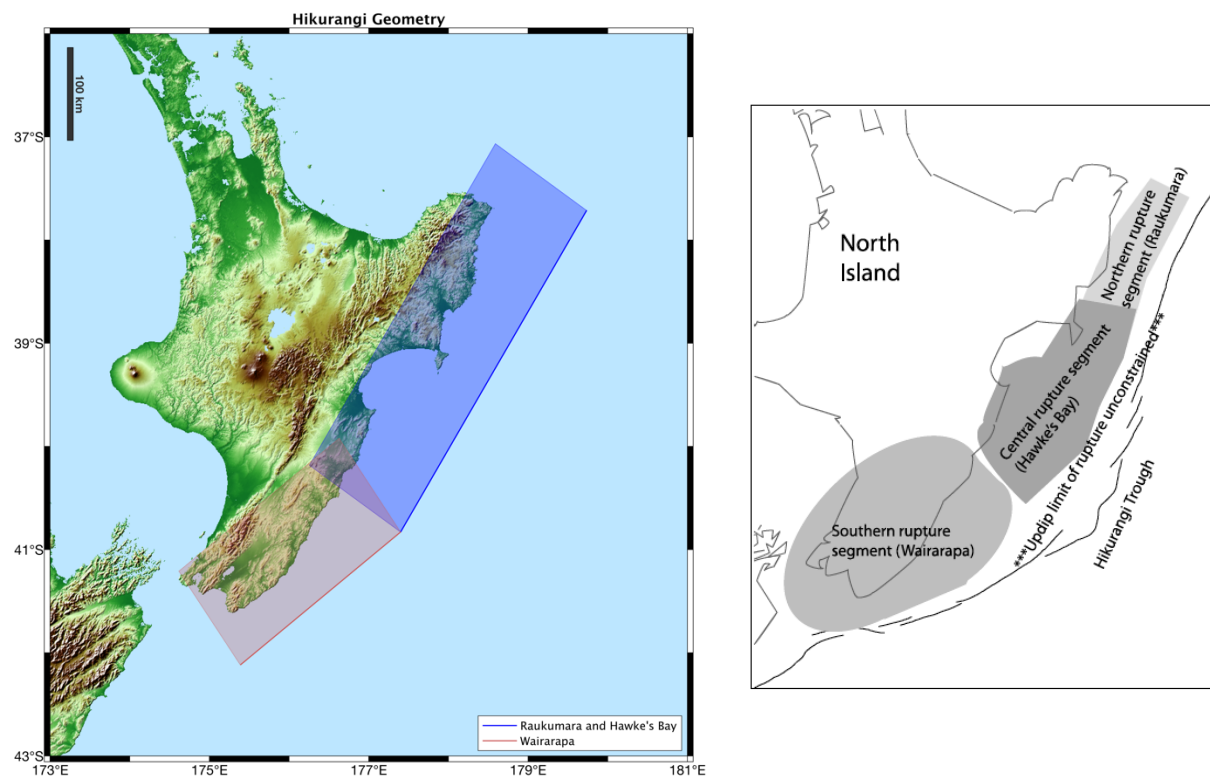 Hikurangi Geometry
100 km
37°S
39°S
41°S
43°S
173°E
175°E
177°E
179°E
181°E
Raukumara and Hawke's Bay
Wairarapa
North
Island
Northern rupture
segment (Raukumara)
Central rupture segment
(Hawke's Bay)
Southern rupture
segment (Wairarapa)
***Updip limit of rupture unconstrained***
Hikurangi Trough